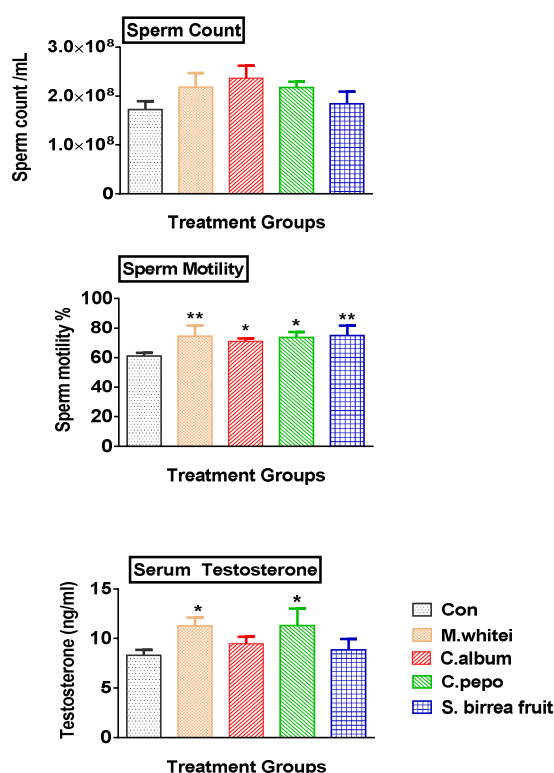 Sperm Count
3.0×10⁸
2.0×10⁸
1.0×10⁸
0
Sperm count /mL
Treatment Groups
Sperm Motility
100
80
60
40
20
0
Sperm motility %
** * * **
Treatment Groups
Serum Testosterone
15
10
5
0
Testosterone (ng/ml)
* *
Treatment Groups
Con
M.whitei
C.album
C.pepo
S. birrea fruit